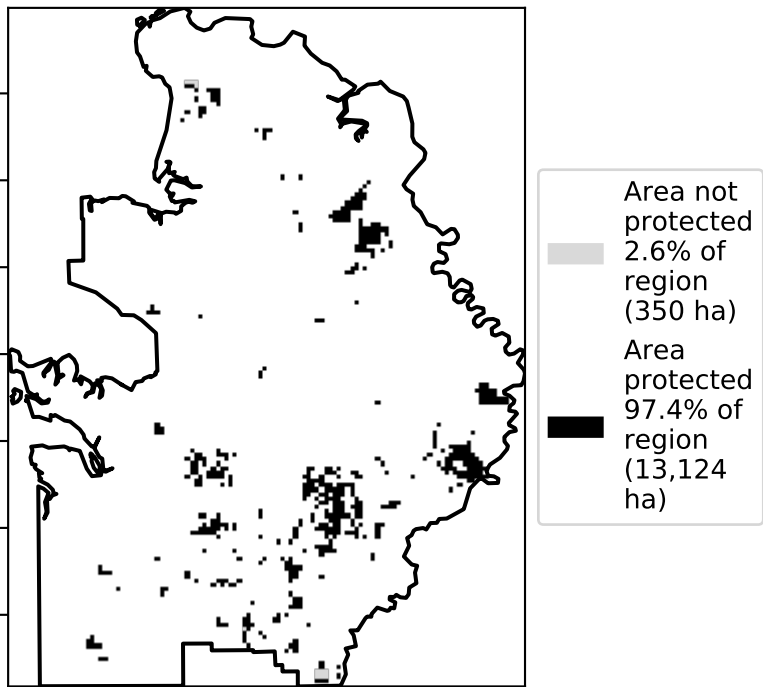 Area not
protected
2.6% of
region
(350 ha)
Area
protected
97.4% of
region
(13,124
ha)